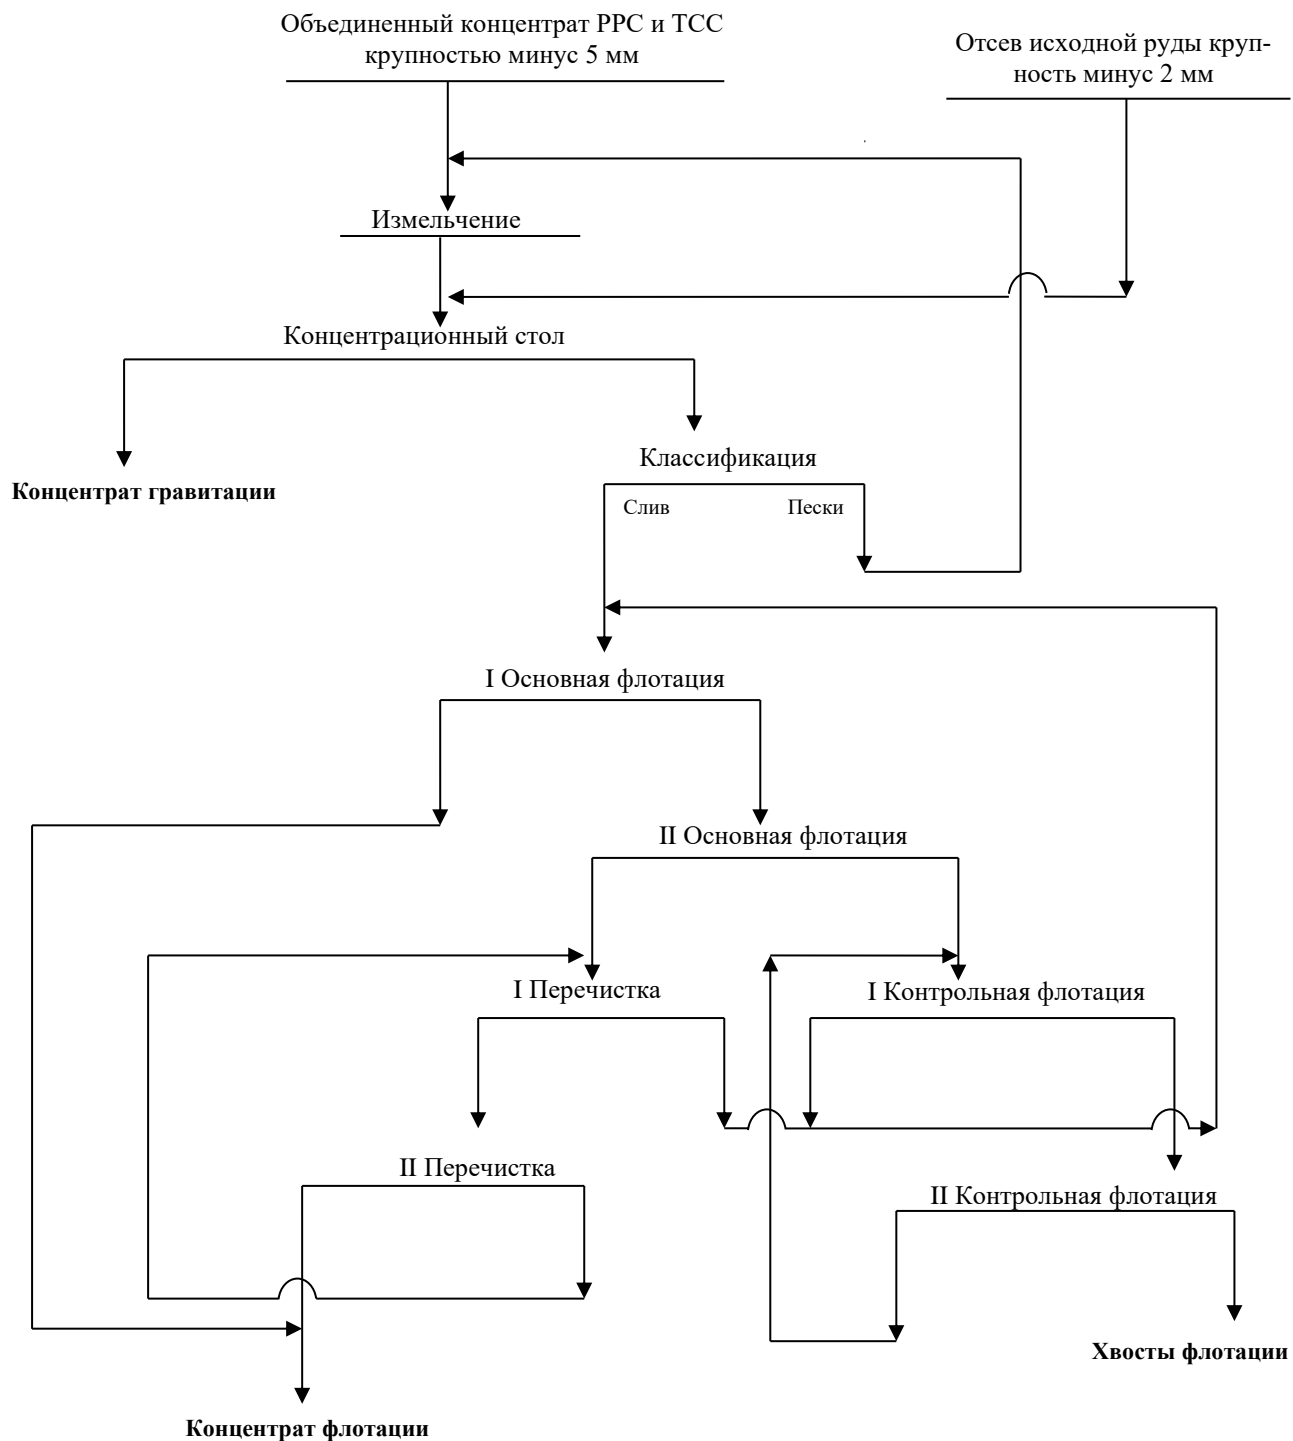 Объединенный концентрат РРС и ТСС
крупностью минус 5 мм
Отсев исходной руды круп-
ность минус 2 мм
Измельчение
Концентрационный стол
Классификация
Концентрат гравитации
Слив
Пески
I Основная флотация
II Основная флотация
I Перечистка
I Контрольная флотация
II Перечистка
II Контрольная флотация
Хвосты флотации
Концентрат флотации